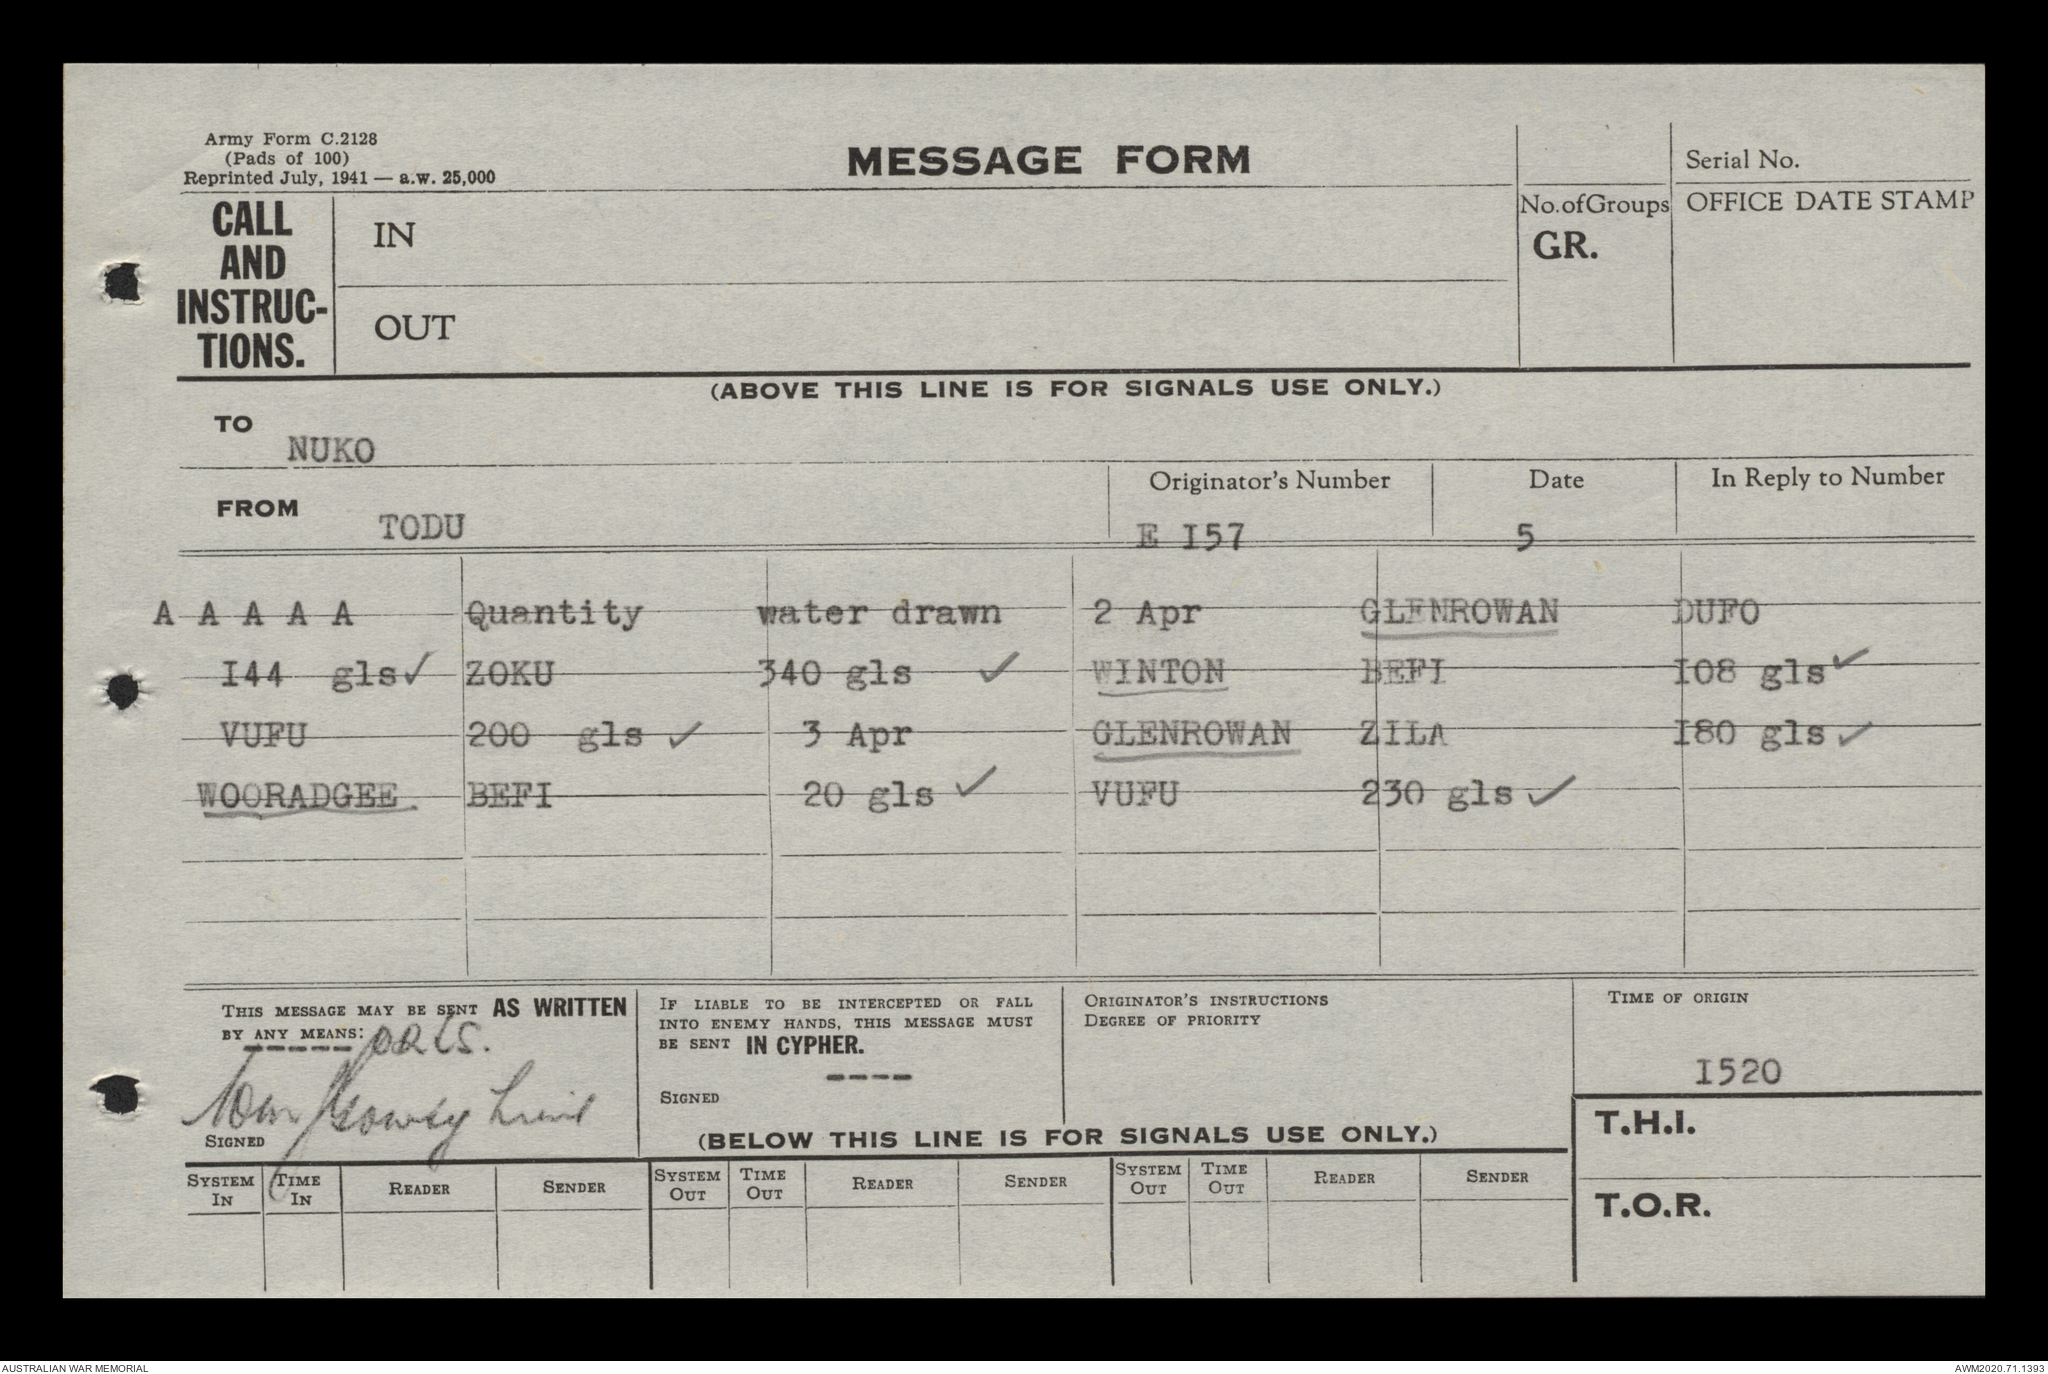 Army Form C.2128
(Pads of 100)
Reprinted July, 1941 — a.w. 25,000
MESSAGE FORM
Serial No.
CALL AND INSTRUC-TIONS.
IN
OUT
No. of Groups
GR.
OFFICE DATE STAMP
(ABOVE THIS LINE IS FOR SIGNALS USE ONLY.)
TO
NUKO
FROM
TODU
Originator's Number
E I57
Date
5
In Reply to Number
A A A A A Quantity water drawn 2 Apr GLENROWAN DUFO
I44 gls ✓ ZOKU 340 gls ✓ WINTON BEFI I08 gls ✓
VUFU 200 gls ✓ 3 Apr GLENROWAN ZILA I80 gls ✓
WOORADGEE BEFI 20 gls ✓ VUFU 230 gls ✓
THIS MESSAGE MAY BE SENT AS WRITTEN
BY ANY MEANS:
SIGNED
IF LIABLE TO BE INTERCEPTED OR FALL
INTO ENEMY HANDS, THIS MESSAGE MUST
BE SENT IN CYPHER.
SIGNED
ORIGINATOR'S INSTRUCTIONS
DEGREE OF PRIORITY
TIME OF ORIGIN
I520
(BELOW THIS LINE IS FOR SIGNALS USE ONLY.)
T.H.I.
T.O.R.
SYSTEM IN
TIME IN
READER
SENDER
SYSTEM OUT
TIME OUT
READER
SENDER
SYSTEM OUT
TIME OUT
READER
SENDER
AUSTRALIAN WAR MEMORIAL
AWM2020.71.1393